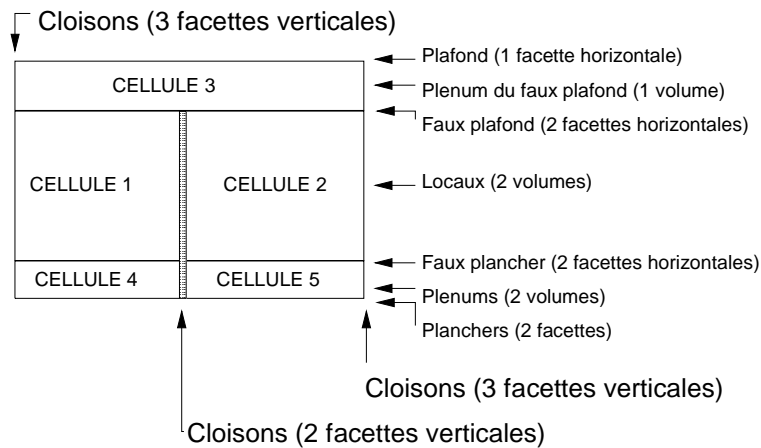 Cloisons (3 facettes verticales)
Plafond (1 facette horizontale)
CELLULE 3
Plenum du faux plafond (1 volume)
Faux plafond (2 facettes horizontales)
CELLULE 1
CELLULE 2
Locaux (2 volumes)
Faux plancher (2 facettes horizontales)
CELLULE 4
CELLULE 5
Plenums (2 volumes)
Planchers (2 facettes)
Cloisons (3 facettes verticales)
Cloisons (2 facettes verticales)